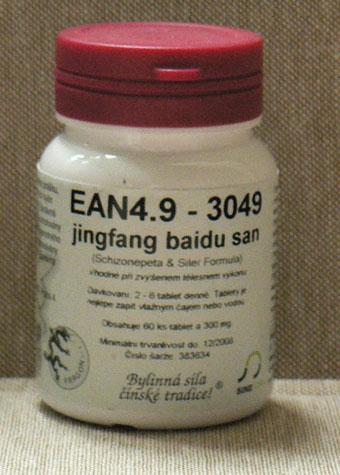 EAN4.9 - 3049
jingfang baidu san
(Schizonepeta & Siler Formula)
Vhodné při zvýšeném tělesném výkonu.
Dávkování: 2 - 6 tablet denně. Tablety je
nejlépe zapít vlažným čajem nebo vodou.
Obsahuje 60 ks tablet a 300 mg
Minimální trvanlivost do: 12/2008
Číslo šarže: 383634
Bylinná síla
čínské tradice!®